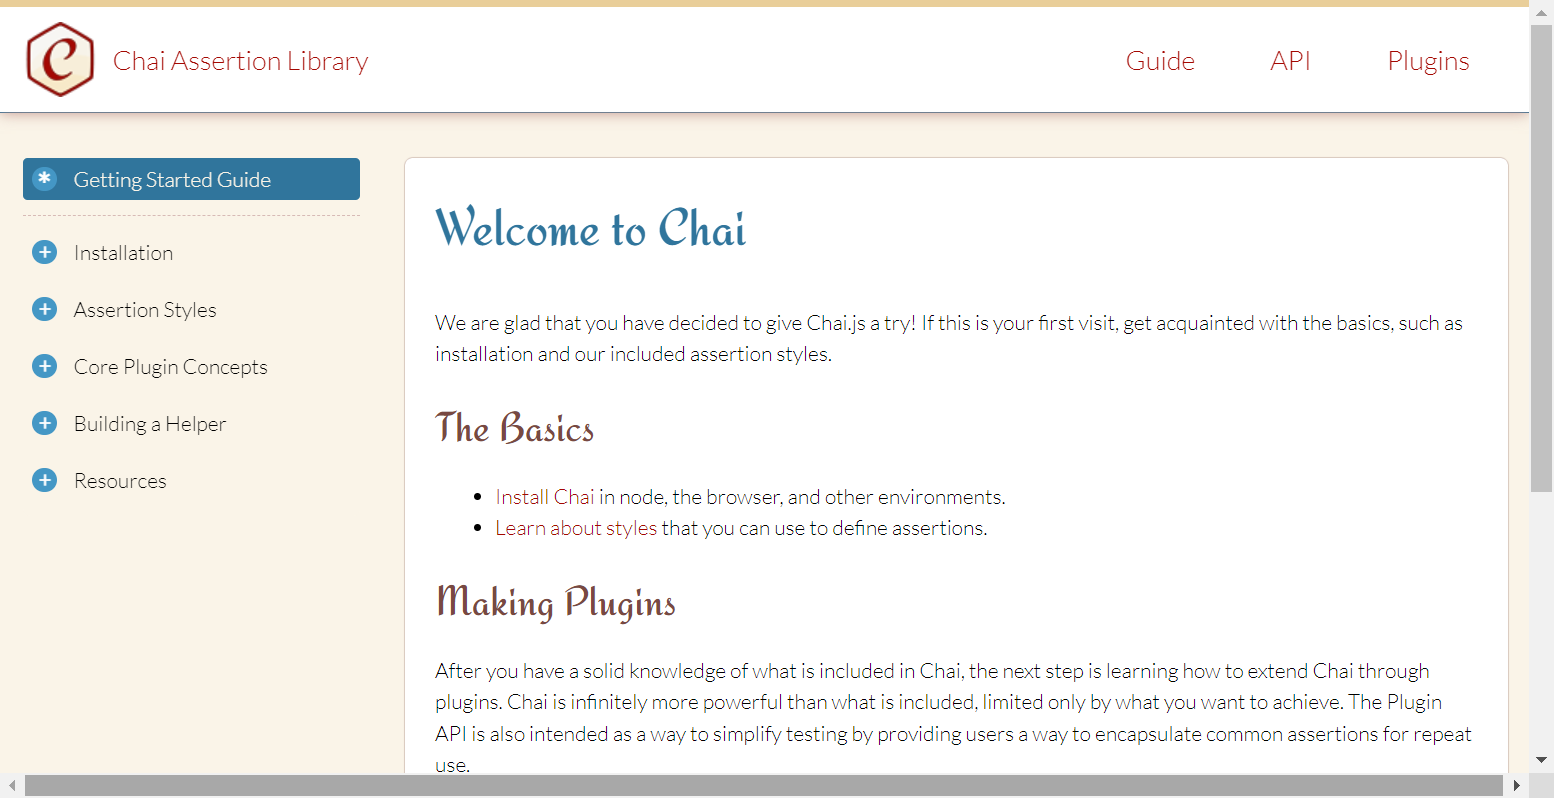 Chai Assertion Library
Guide
API
Plugins
Getting Started Guide
Installation
Assertion Styles
Core Plugin Concepts
Building a Helper
Resources
Welcome to Chai
We are glad that you have decided to give Chai.js a try! If this is your first visit, get acquainted with the basics, such as
installation and our included assertion styles.
The Basics
Install Chai in node, the browser, and other environments.
Learn about styles that you can use to define assertions.
Making Plugins
After you have a solid knowledge of what is included in Chai, the next step is learning how to extend Chai through
plugins. Chai is infinitely more powerful than what is included, limited only by what you want to achieve. The Plugin
API is also intended as a way to simplify testing by providing users a way to encapsulate common assertions for repeat
use.